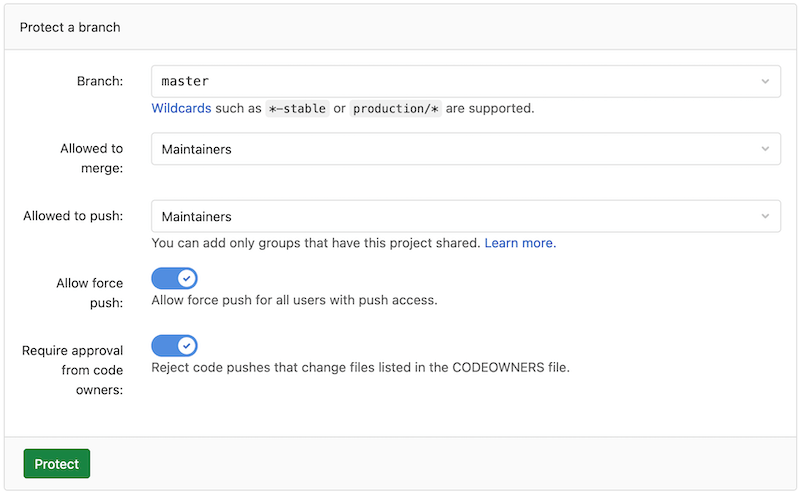 Protect a branch
Branch:
master
Wildcards such as *-stable or production/* are supported.
Allowed to
merge:
Maintainers
Allowed to push:
Maintainers
You can add only groups that have this project shared. Learn more.
Allow force
push:
Allow force push for all users with push access.
Require approval
from code
owners:
Reject code pushes that change files listed in the CODEOWNERS file.
Protect